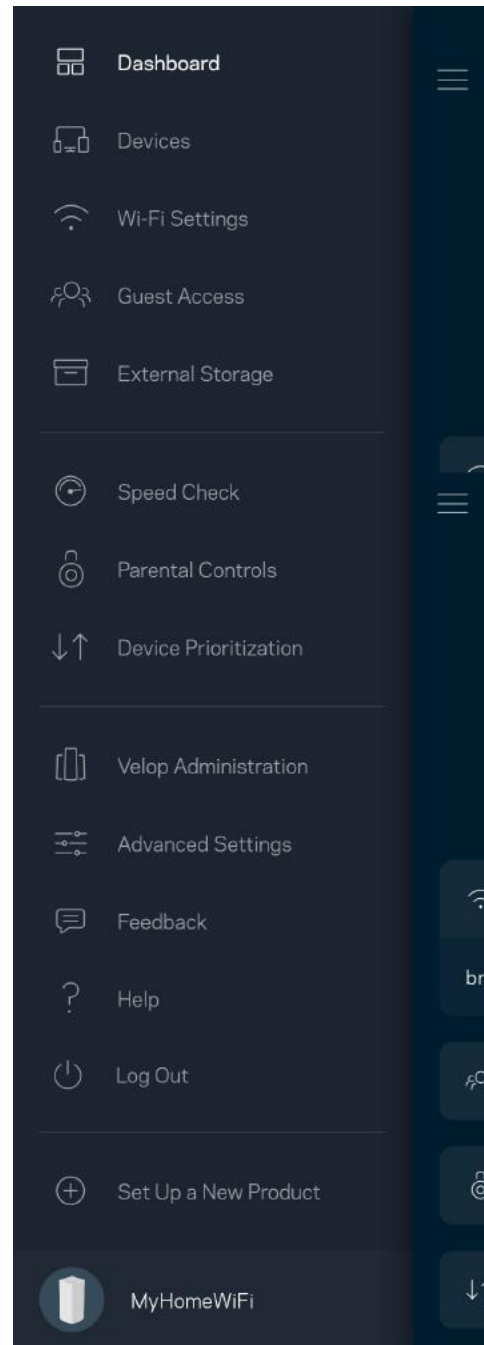 Dashboard
Devices
Wi-Fi Settings
Guest Access
External Storage
Speed Check
Parental Controls
Device Prioritization
Velop Administration
Advanced Settings
Feedback
br
Help
Log Out
Set Up a New Product
MyHomeWiFi